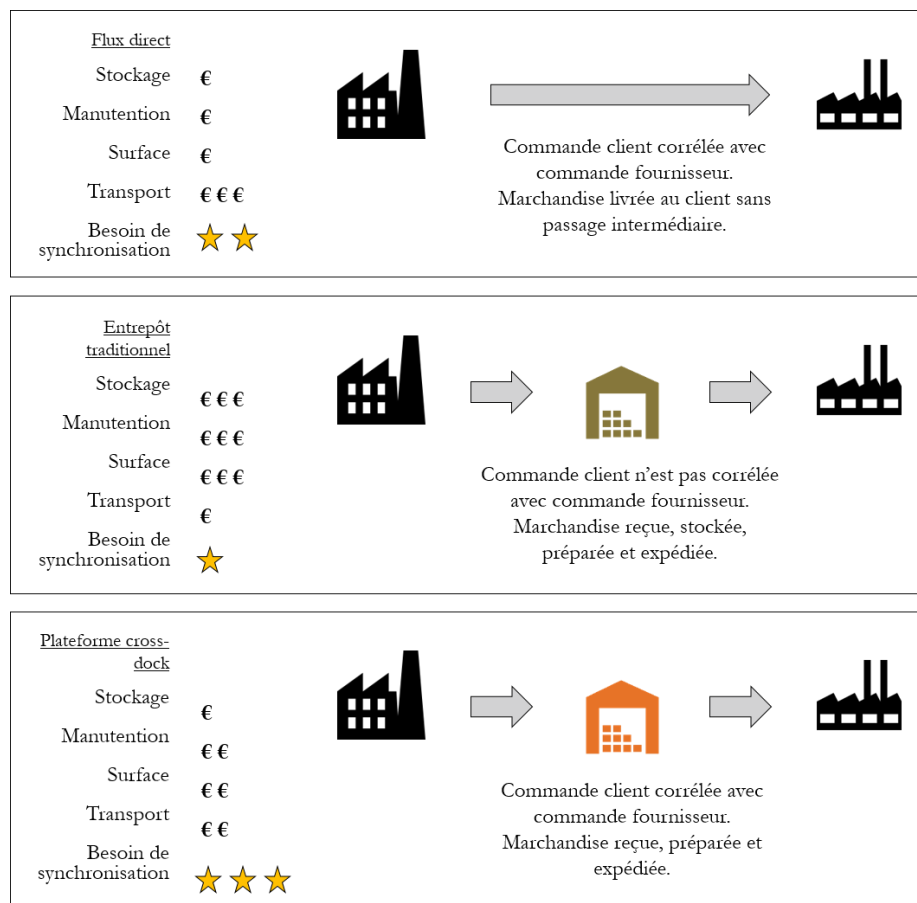 Flux direct
Stockage €
Manutention €
Surface €
Transport € € €
Besoin de
synchronisation
Commande client corrélée avec
commande fournisseur.
Marchandise livrée au client sans
passage intermédiaire.
Entrepôt
traditionnel
Stockage € € €
Manutention € € €
Surface € € €
Transport €
Besoin de
synchronisation
Commande client n’est pas corrélée
avec commande fournisseur.
Marchandise reçue, stockée,
préparée et expédiée.
Plateforme cross-
dock
Stockage €
Manutention € €
Surface € €
Transport € €
Besoin de
synchronisation
Commande client corrélée avec
commande fournisseur.
Marchandise reçue, préparée et
expédiée.